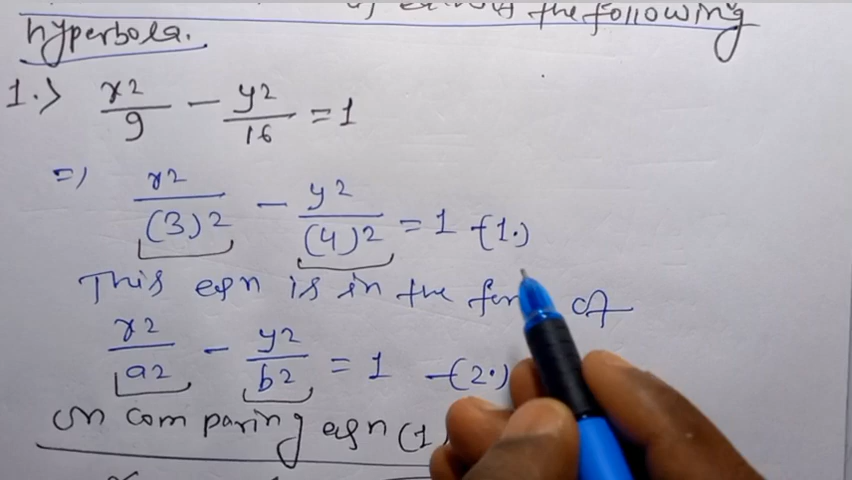 the following
hyperbola.
1.> x2/9 - y2/16 = 1
=) x2/(3)2 - y2/(4)2 = 1 -(1.)
This eqn is in the of
x2/a2 - y2/b2 = 1 -(2.)
on comparing eqn (1